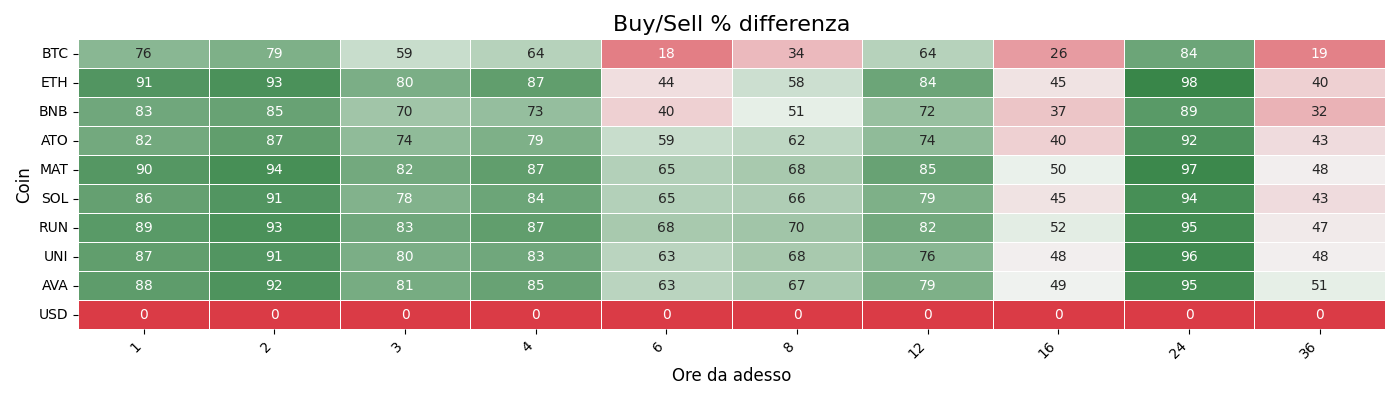 Buy/Sell % differenza
Coin
BTC 76 79 59 64 18 34 64 26 84 19
ETH 91 93 80 87 44 58 84 45 98 40
BNB 83 85 70 73 40 51 72 37 89 32
ATO 82 87 74 79 59 62 74 40 92 43
MAT 90 94 82 87 65 68 85 50 97 48
SOL 86 91 78 84 65 66 79 45 94 43
RUN 89 93 83 87 68 70 82 52 95 47
UNI 87 91 80 83 63 68 76 48 96 48
AVA 88 92 81 85 63 67 79 49 95 51
USD 0 0 0 0 0 0 0 0 0 0
1 2 3 4 6 8 12 16 24 36
Ore da adesso